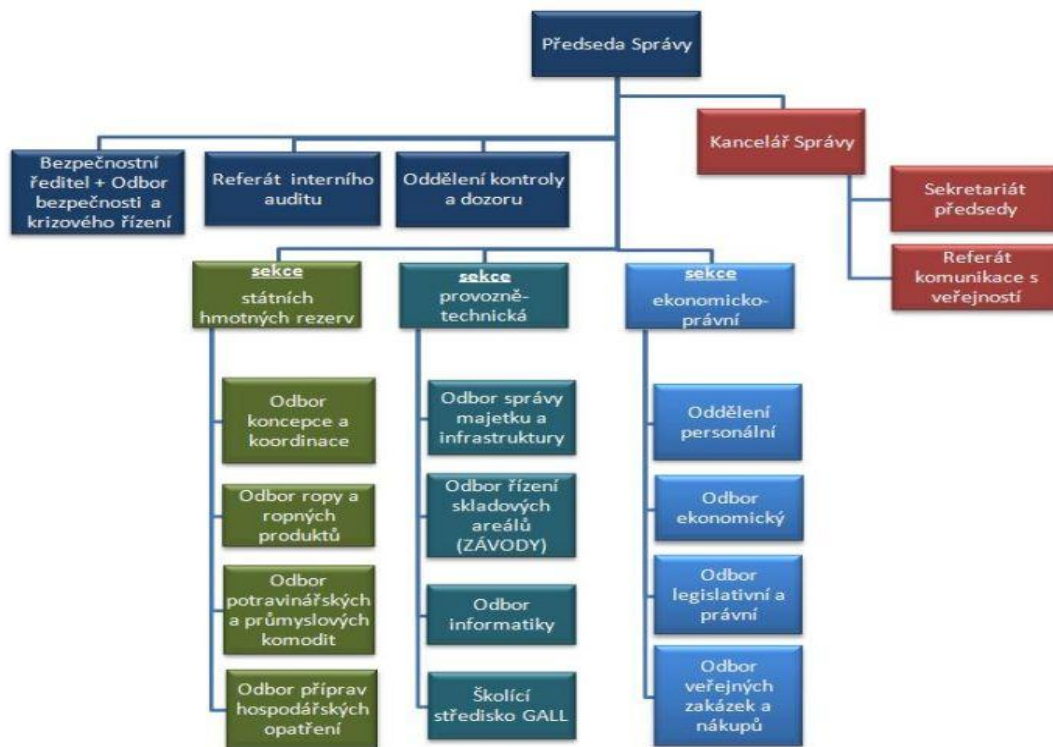 Předseda Správy
Kancelář Správy
Bezpečnostní
ředitel + Odbor
bezpečnosti a
krizového řízení
Referát interního
auditu
Oddělení kontroly
a dozoru
Sekretariát
předsedy
Referát
komunikace s
veřejností
sekce
státních
hmotných rezerv
sekce
provozně-
technická
sekce
ekonomicko-
právní
Odbor
koncepce a
koordinace
Odbor ropy a
ropných
produktů
Odbor
potravinářských
a průmyslových
komodit
Odbor příprav
hospodářských
opatření
Odbor správy
majetku a
infrastruktury
Odbor řízení
skladových
areálů
(ZÁVODY)
Odbor
informatiky
Školící
středisko GALL
Oddělení
personální
Odbor
ekonomický
Odbor
legislativní a
právní
Odbor
veřejných
zakázek a
nákupů